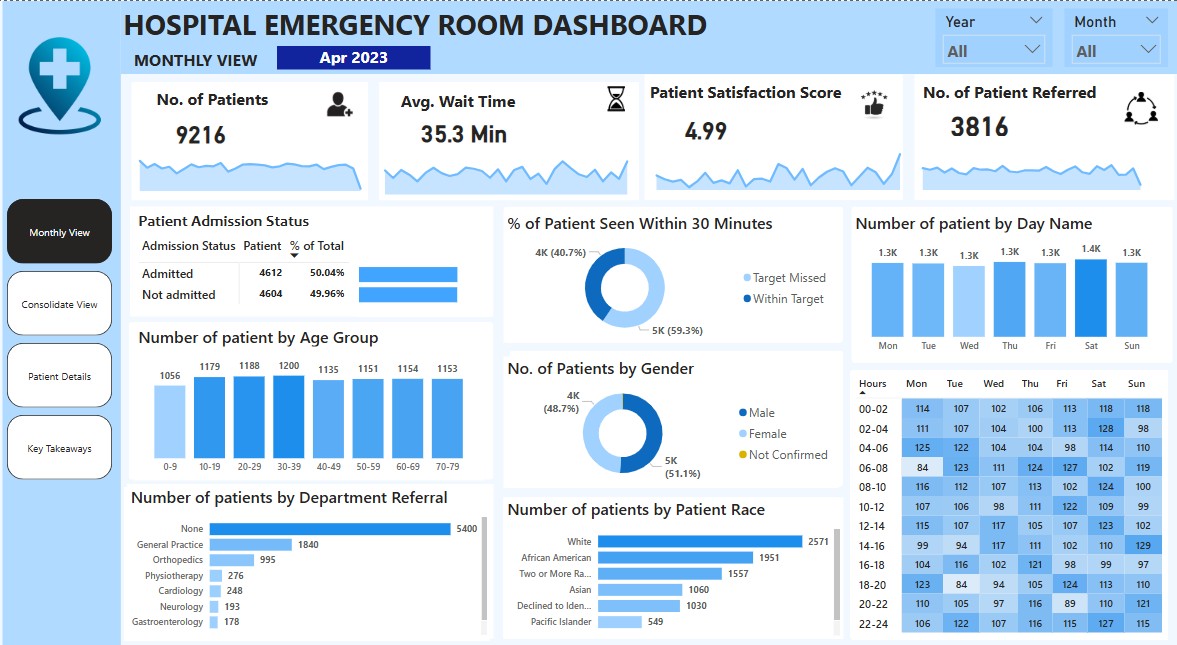 HOSPITAL EMERGENCY ROOM DASHBOARD
MONTHLY VIEW
Apr 2023
Year
All
Month
All
No. of Patients
9216
Avg. Wait Time
35.3 Min
Patient Satisfaction Score
4.99
No. of Patient Referred
3816
Monthly View
Consolidate View
Patient Details
Key Takeaways
Patient Admission Status
Admission Status Patient % of Total
Admitted 4612 50.04%
Not admitted 4604 49.96%
Number of patient by Age Group
1056 1179 1188 1200 1135 1151 1154 1153
0-9 10-19 20-29 30-39 40-49 50-59 60-69 70-79
Number of patients by Department Referral
None 5400
General Practice 1840
Orthopedics 995
Physiotherapy 276
Cardiology 248
Neurology 193
Gastroenterology 178
% of Patient Seen Within 30 Minutes
4K (40.7%)
5K (59.3%)
Target Missed
Within Target
No. of Patients by Gender
4K
(48.7%)
5K
(51.1%)
Male
Female
Not Confirmed
Number of patients by Patient Race
White 2571
African American 1951
Two or More Ra... 1557
Asian 1060
Declined to Iden... 1030
Pacific Islander 549
Number of patient by Day Name
1.3K 1.3K 1.3K 1.3K 1.3K 1.4K 1.3K
Mon Tue Wed Thu Fri Sat Sun
Hours Mon Tue Wed Thu Fri Sat Sun
00-02 114 107 102 106 113 118 118
02-04 111 107 104 100 113 128 98
04-06 125 122 104 104 98 114 110
06-08 84 123 111 124 127 102 119
08-10 116 112 107 113 102 124 100
10-12 107 106 98 111 122 109 99
12-14 115 107 117 105 107 123 102
14-16 99 94 117 111 102 110 129
16-18 104 116 102 121 98 99 97
18-20 123 84 94 105 124 113 110
20-22 110 105 97 116 89 110 121
22-24 106 122 107 116 115 127 115